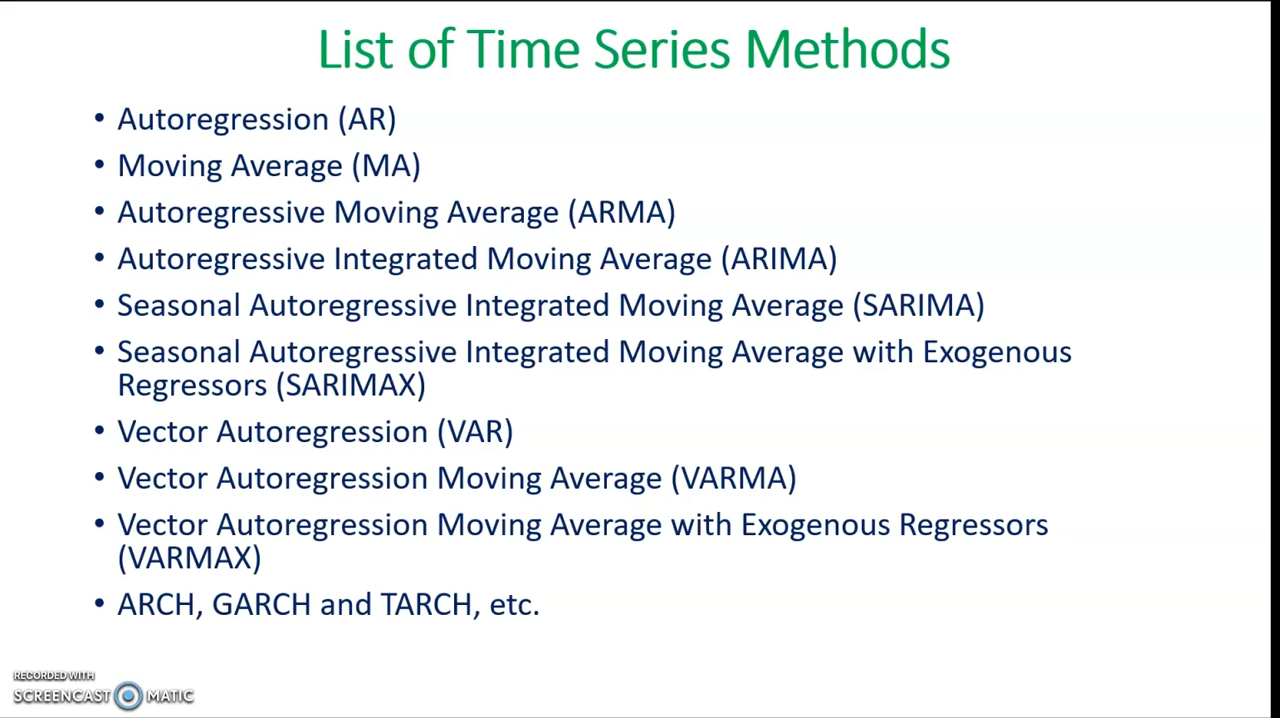 List of Time Series Methods
• Autoregression (AR)
• Moving Average (MA)
• Autoregressive Moving Average (ARMA)
• Autoregressive Integrated Moving Average (ARIMA)
• Seasonal Autoregressive Integrated Moving Average (SARIMA)
• Seasonal Autoregressive Integrated Moving Average with Exogenous
Regressors (SARIMAX)
• Vector Autoregression (VAR)
• Vector Autoregression Moving Average (VARMA)
• Vector Autoregression Moving Average with Exogenous Regressors
(VARMAX)
• ARCH, GARCH and TARCH, etc.
RECORDED WITH
SCREENCAST MATIC